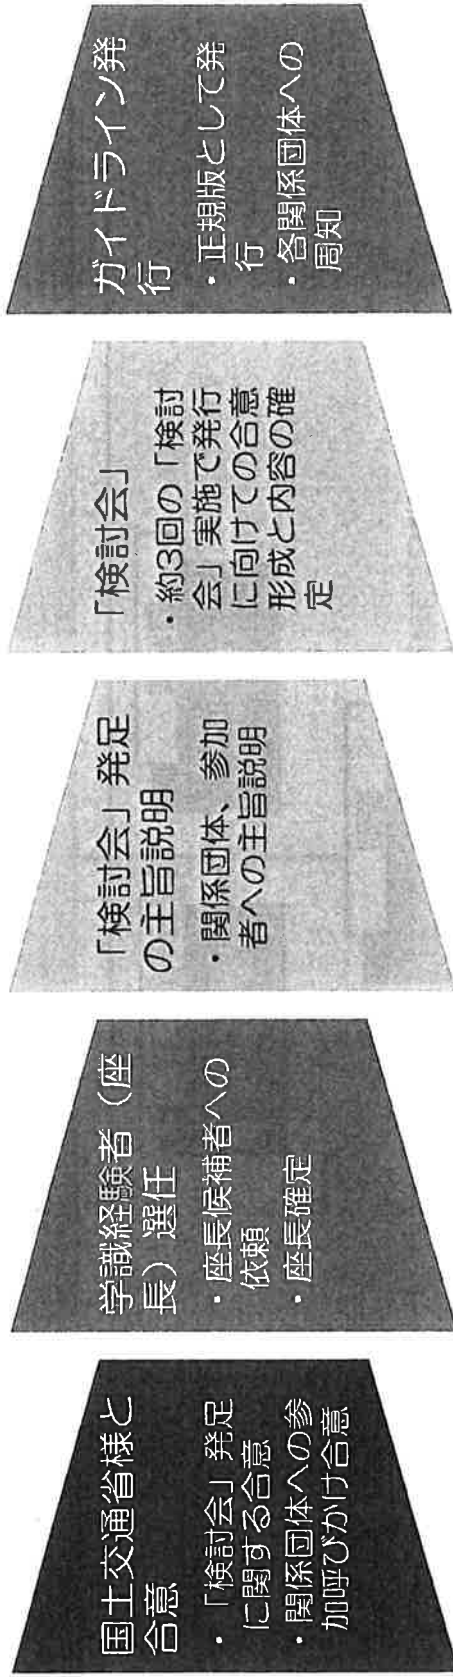 国土交通省様と
合意
・「検討会」発足
に関する合意
・関係団体への参
加呼びかけ合意
学識経験者（座
長）選任
・座長候補者への
依頼
・座長確定
「検討会」発足
の主旨説明
・関係団体、参加
者への主旨説明
「検討会」
・約3回の「検討
会」実施で発行
に向けての合意
形成と内容の確
定
ガイドライン発
行
・正規版として発
行
・各関係団体への
周知